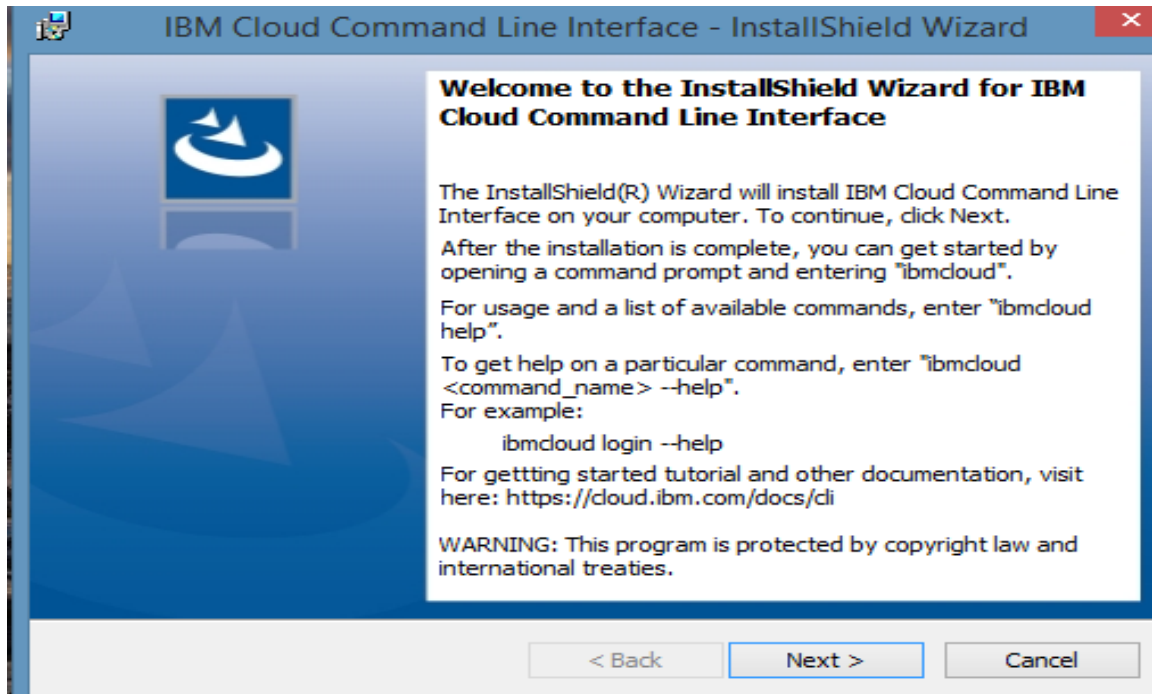 IBM Cloud Command Line Interface - InstallShield Wizard
Welcome to the InstallShield Wizard for IBM
Cloud Command Line Interface
The InstallShield(R) Wizard will install IBM Cloud Command Line
Interface on your computer. To continue, click Next.
After the installation is complete, you can get started by
opening a command prompt and entering "ibmcloud".
For usage and a list of available commands, enter “ibmcloud
help”.
To get help on a particular command, enter "ibmcloud
<command_name> --help".
For example:
ibmcloud login --help
For gettting started tutorial and other documentation, visit
here: https://cloud.ibm.com/docs/cli
WARNING: This program is protected by copyright law and
international treaties.
< Back
Next >
Cancel